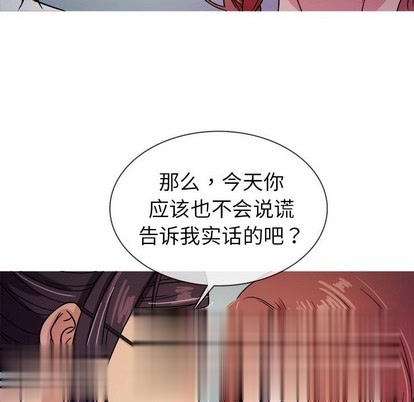 那么，今天你
应该也不会说谎
告诉我实话的吧？